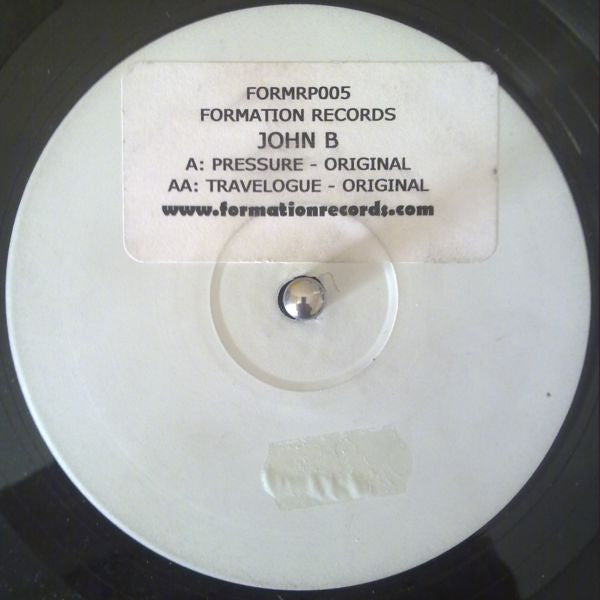 FORMRP005
FORMATION RECORDS
JOHN B
A: PRESSURE - ORIGINAL
AA: TRAVELOGUE - ORIGINAL
www.formationrecords.com